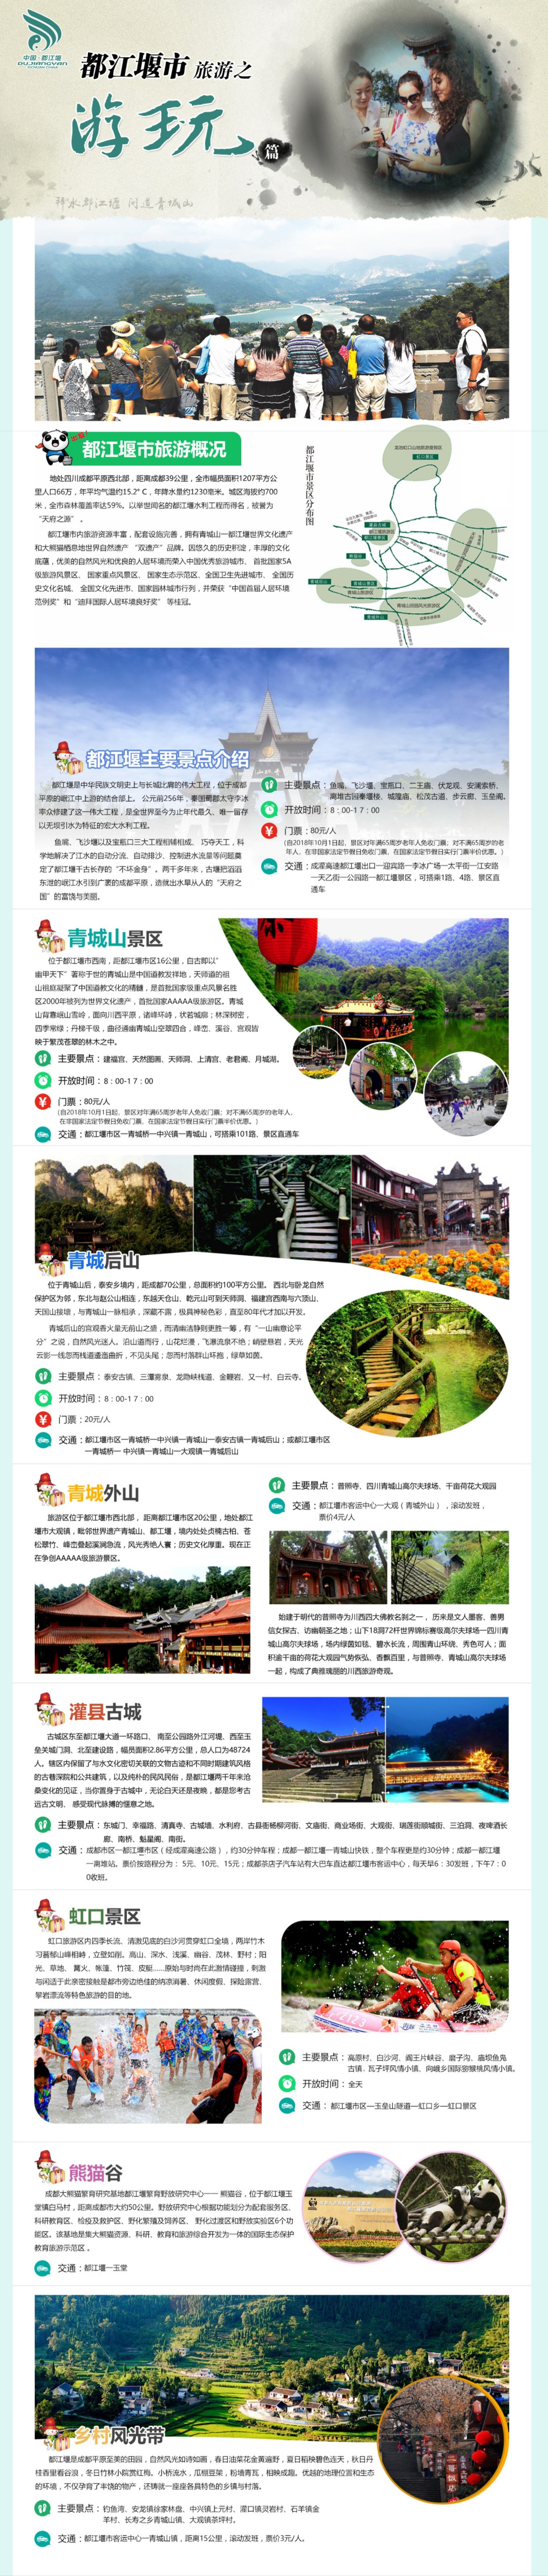 中国·都江堰
DUJIANGYAN
都江堰市 旅游之
游玩
篇
拜水都江堰 问道青城山
都江堰市旅游概况
地处四川成都平原西北部，距离成都39公里，全市幅员面积1207平方公
里人口66万，年平均气温约15.2° C，年降水量约1230毫米。城区海拔约700
米，全市森林覆盖率达59%。以举世闻名的都江堰水利工程而得名，被誉为
“天府之源” 。
都江堰市内旅游资源丰富，配套设施完善，拥有青城山一都江堰世界文化遗产
和大熊猫栖息地世界自然遗产 “双遗产”品牌。因悠久的历史积淀，丰厚的文化
底蕴，优美的自然风光和优良的人居环境而荣入中国优秀旅游城市、 首批国家5A
级旅游风景区、 国家重点风景区、 国家生态示范区、全国卫生先进城市、 全国历
史文化名城、 全国文化先进市、国家园林城市行列，并荣获“中国首届人居环境
范例奖”和“迪拜国际人居环境良好奖” 等桂冠。
都江堰市景区分布图
虹口景区
都江堰景区
青城山景区
青城外山
都江堰主要景点介绍
都江堰是中华民族文明史上与长城比肩的伟大工程，位于成都
平原的岷江中上游的结合部上。 公元前256年，秦国蜀郡太守李冰
率众修建了这一伟大工程，是全世界至今为止年代最久、唯一留存
以无坝引水为特征的宏大水利工程。
鱼嘴、飞沙堰以及宝瓶口三大工程相辅相成、 巧夺天工，科
学地解决了江水的自动分流、自动排沙、控制进水流量等问题奠
定了都江堰千古长存的“不坏金身”。两千多年来，古堰把滔滔
东泄的岷江水引到广袤的成都平原，造就出水旱从人的“天府之
国”的富饶与美丽。
主要景点：鱼嘴、飞沙堰、宝瓶口、二王庙、伏龙观、安澜索桥、
离堆古园秦堰楼、城隍庙、松茂古道、步云廊、玉垒阁。
开放时间：8：00-1 7：00
门票：80元/人
（自2018年10月1日起，景区对年满65周岁老年人免收门票；对不满65周岁的老
年人，在非国家法定节假日免收门票，在国家法定节假日实行门票半价优惠。）
交通：成灌高速都江堰出口一迎宾路一李冰广场一太平街一江安路
一天乙街一公园路一都江堰景区，可搭乘1路、4路、景区直
通车
青城山景区
位于都江堰市西南，距都江堰市区16公里，自古即以“
幽甲天下”著称于世的青城山是中国道教发祥地，天师道的祖
山祖庭凝聚了中国道教文化的精髓，是首批国家级重点风景名胜
区2000年被列为世界文化遗产，首批国家AAAAA级旅游区。青城
山背靠岷山雪岭，面向川西平原，诸峰环峙，状若城廓；林深树密，
四季常绿；丹梯千级，曲径通幽青城山空翠四合，峰峦、溪谷、宫观皆
映于繁茂苍翠的林木之中。
主要景点：建福宫、天然图画、天师洞、上清宫、老君阁、月城湖。
开放时间：8：00-1 7：00
门票：80元/人
（自2018年10月1日起、景区对年满65周岁老年人免收门票；对不满65周岁的老年人，
在非国家法定节假日免收门票、在国家法定节假日实行门票半价优惠。）
交通：都江堰市区一青城桥一中兴镇一青城山，可搭乘101路、景区直通车
青城后山
位于青城山后，泰安乡境内，距成都70公里，总面积约100平方公里。 西北与卧龙自然
保护区为邻，东北与赵公山相连，东越天仓山、乾元山可到天师洞、福建宫西南与六顶山、
天国山接壤，与青城山一脉相承，深藏不露，极具神秘色彩，直至80年代才加以开发。
青城后山的宫观香火量无前山之盛，而清幽洁静则更胜一筹，有“一山幽意论平
分”之说，自然风光迷人。沿山道而行，山花烂漫，飞瀑流泉不绝；峭壁悬岩，天光
云影一线忽而栈道逶迤曲折，不见头尾；忽而村落群山环抱，绿草如茵。
主要景点：泰安古镇、三潭雾泉、龙隐峡栈道、金鞭岩、又一村、白云寺。
开放时间：8：00-1 7：00
门票：20元/人
交通：都江堰市区一青城桥一中兴镇一青城山一泰安古镇一青城后山；或都江堰市区
一青城桥一 中兴镇一青城山一大观镇一青城后山
青城外山
旅游区位于都江堰市西北部， 距离都江堰市区20公里，地处都江
堰市大观镇，毗邻世界遗产青城山、都工堰，境内处处贞楠古柏、苍
松翠竹、峰峦叠起溪涧急流，风光秀绝人寰；历史文化厚重。现在正
在争创AAAAA级旅游景区。
主要景点：普照寺、四川青城山高尔夫球场、千亩荷花大观园
交通：都江堰市客运中心一大观（ 青城外山 ） ，滚动发班，
票价4元/人
始建于明代的普照寺为川西四大佛教名刹之一， 历来是文人墨客、善男
信女探古、访幽朝圣之地；山下18洞72杆世界锦标赛级高尔夫球场一四川青
城山高尔夫球场，场内绿茵如毯、碧水长流，周围青山环绕、秀色可人；面
积逾千亩的荷花大观园气势恢弘、香飘百里，与普照寺、青城山高尔夫球场
一起，构成了典雅瑰丽的川西旅游奇观。
灌县古城
古城区东至都江堰大道一环路口、 南至公园路外江河堤、西至玉
垒关城门洞、北至建设路，幅员面积2.86平方公里，总人口为48724
人。辖区内保留了与水文化密切关联的文物古迹和不同时期建筑风格
的古巷深院和公共建筑，以及纯朴的民风民俗，是都江堰两千年来沧
桑变化的见证，当你置身于古城中，无论白天还是夜晚，都是您考古
远古文明、 感受现代脉搏的惬意之地。
主要景点：东城门、幸福路、清真寺、古城墙、水利府、古县衙杨柳河街、文庙街、商业场街、大观街、瑞莲街顺城街、三泊洞、夜啤酒长
廊、南桥、魁星阁、南街。
交通：成都市区一都江堰市区（ 经成灌高速公路 ），约30分钟车程；成都一都江堰一青城山快铁，整个车程更是约30分钟；成都一都江堰
一离堆站。票价按路程分为： 5元、10元、15元；成都茶店子汽车站有大巴车直达都江堰市客运中心，每天早6：30发班，下午7：0
0收班。
虹口景区
虹口旅游区内四季长流、清澈见底的白沙河贯穿虹口全境，两岸竹木
习蓊郁山峰相峙，立壁如削。高山、深水、浅溪、幽谷、茂林、野村；阳
光、草地、 篝火、帐篷、竹筏、皮艇……原始与时尚在此激情碰撞，刺激
与闲适于此亲密接触是都市旁边绝佳的纳凉消暑、休闲度假、探险露营、
攀岩漂流等特色旅游的目的地。
主要景点：高原村、白沙河、阎王片峡谷、磨子沟、庙坝鱼凫
古镇、瓦子坪风情小镇、向峨乡国际猕猴桃风情小镇。
开放时间：全天
交通：都江堰市区—玉垒山隧道—虹口乡—虹口景区
熊猫谷
成都大熊猫繁育研究基地都江堰繁育野放研究中心—— 熊猫谷，位于都江堰玉
堂镇白马村，距离成都市大约50公里。野放研究中心根据功能划分为配套服务区、
科研教育区、检疫及救护区、野化繁殖及饲养区、 野化过渡区和野放实验区6个功
能区。该基地是集大熊猫资源、科研、教育和旅游综合开发为一体的国际生态保护
教育旅游示范区 。
交通：都江堰一玉堂
乡村风光带
都江堰是成都平原至美的田园，自然风光如诗如画，春日油菜花金黄遍野，夏日稻秧碧色连天，秋日丹
桂香里看谷浪，冬日竹林小院赏红梅。小桥流水，瓜棚豆架，粉墙青瓦，相映成趣。优越的地理位置和生态
的环境，不仅孕育了丰饶的物产，还铸就一座座各具特色的乡镇与村落。
主要景点：钓鱼湾、安龙镇徐家林盘、中兴镇上元村、灌口镇灵岩村、石羊镇金
羊村、长寿之乡青城山镇、大观镇茶坪村。
交通：都江堰市客运中心一青城山镇，距离15公里，滚动发班，票价3元/人。